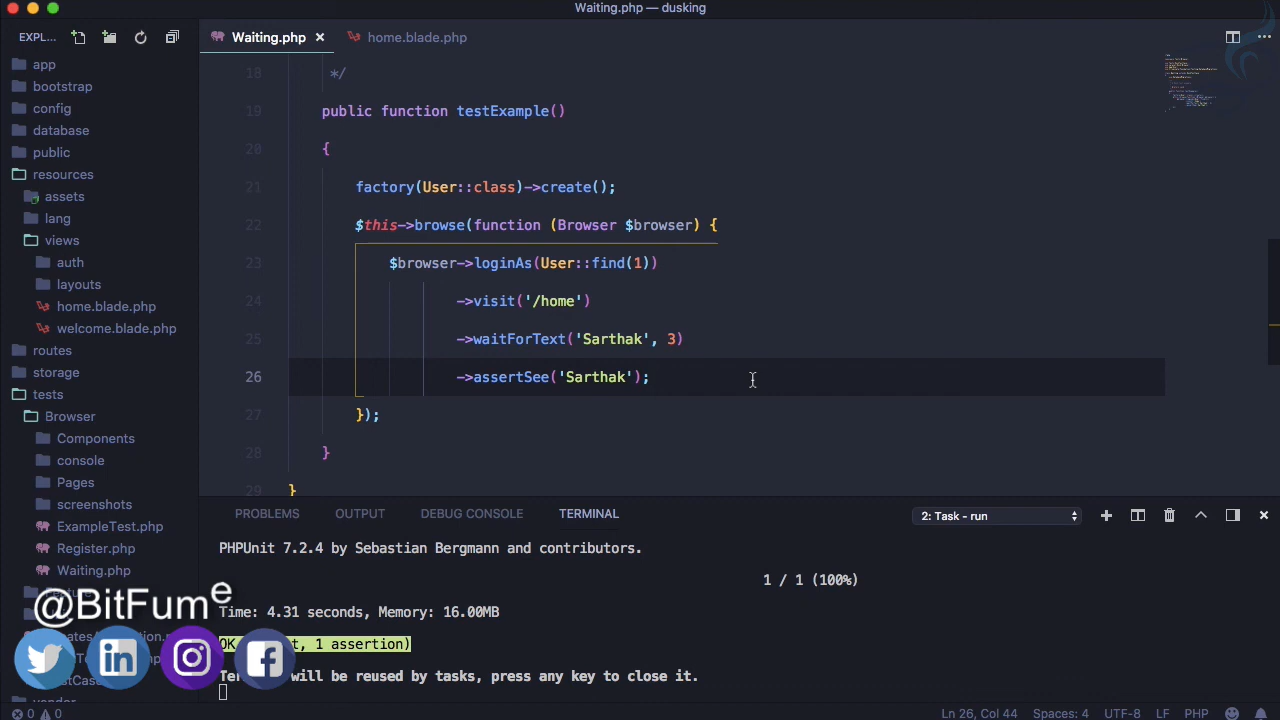 Waiting.php — dusking
EXPL...
Waiting.php ×
home.blade.php
app
bootstrap
config
database
public
resources
assets
lang
views
auth
layouts
home.blade.php
welcome.blade.php
routes
storage
tests
Browser
Components
console
Pages
screenshots
ExampleTest.php
Register.php
Waiting.php
18 */
19 public function testExample()
20 {
21 factory(User::class)->create();
22 $this->browse(function (Browser $browser) {
23 $browser->loginAs(User::find(1))
24 ->visit('/home')
25 ->waitForText('Sarthak', 3)
26 ->assertSee('Sarthak');
27 });
28 }
29 }
PROBLEMS OUTPUT DEBUG CONSOLE TERMINAL
2: Task - run
PHPUnit 7.2.4 by Sebastian Bergmann and contributors.
1 / 1 (100%)
Time: 4.31 seconds, Memory: 16.00MB
OK t, 1 assertion)
will be reused by tasks, press any key to close it.
@BitFume
in
0 0
Ln 26, Col 44 Spaces: 4 UTF-8 LF PHP